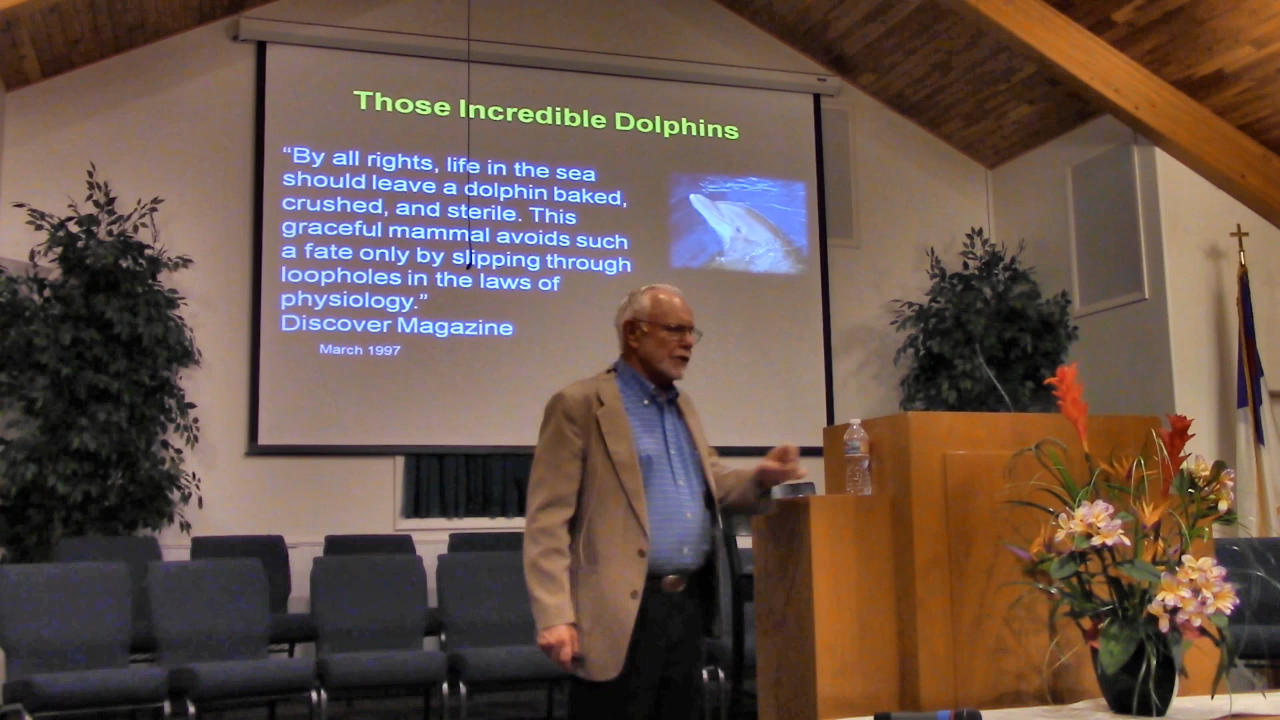 Those Incredible Dolphins
“By all rights, life in the sea
should leave a dolphin baked,
crushed, and sterile. This
graceful mammal avoids such
a fate only by slipping through
loopholes in the laws of
physiology.”
Discover Magazine
March 1997